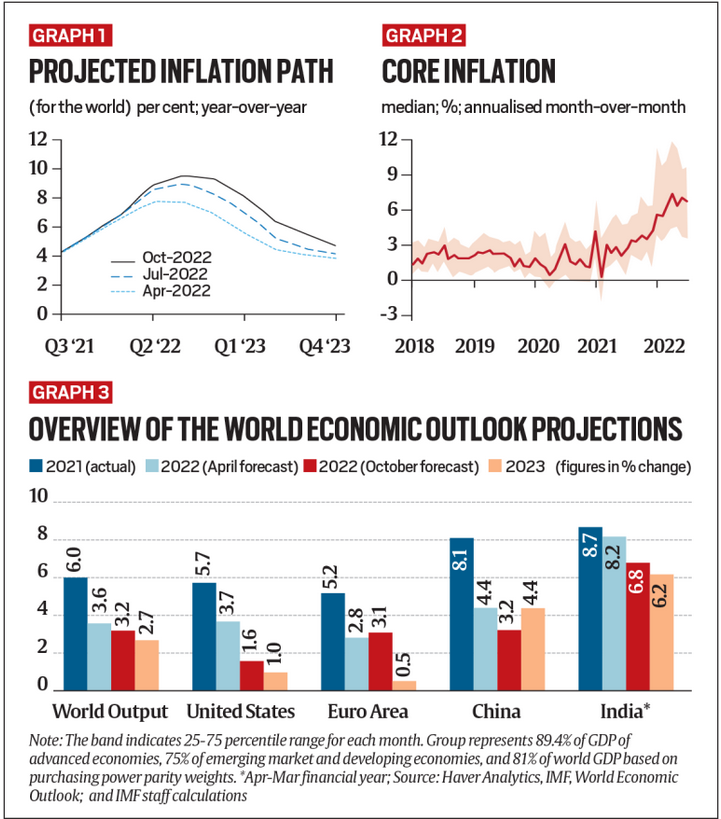 GRAPH 1
PROJECTED INFLATION PATH
(for the world) per cent; year-over-year
12
10
8
6
4
2
0
Oct-2022
Jul-2022
Apr-2022
Q3 ‘21
Q2 ‘22
Q1 ‘23
Q4 ‘23
GRAPH 2
CORE INFLATION
median; %; annualised month-over-month
12
9
6
3
0
-3
2018
2019
2020
2021
2022
GRAPH 3
OVERVIEW OF THE WORLD ECONOMIC OUTLOOK PROJECTIONS
2021 (actual) 2022 (April forecast) 2022 (October forecast) 2023 (figures in % change)
10
8
6
4
2
0
6.0 3.6 3.2 2.7
5.7 3.7 1.6 1.0
5.2 2.8 3.1 0.5
8.1 4.4 3.2 4.4
8.7 8.2 6.8 6.2
World Output United States Euro Area China India*
Note: The band indicates 25-75 percentile range for each month. Group represents 89.4% of GDP of
advanced economies, 75% of emerging market and developing economies, and 81% of world GDP based on
purchasing power parity weights. *Apr-Mar financial year; Source: Haver Analytics, IMF, World Economic
Outlook; and IMF staff calculations